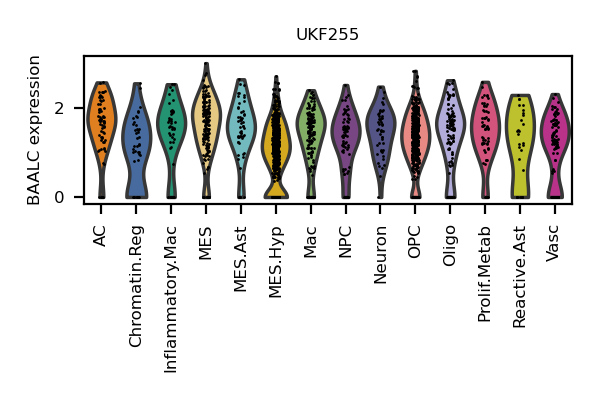 UKF255
BAALC expression
2
0
AC
Chromatin.Reg
Inflammatory.Mac
MES
MES.Ast
MES.Hyp
Mac
NPC
Neuron
OPC
Oligo
Prolif.Metab
Reactive.Ast
Vasc